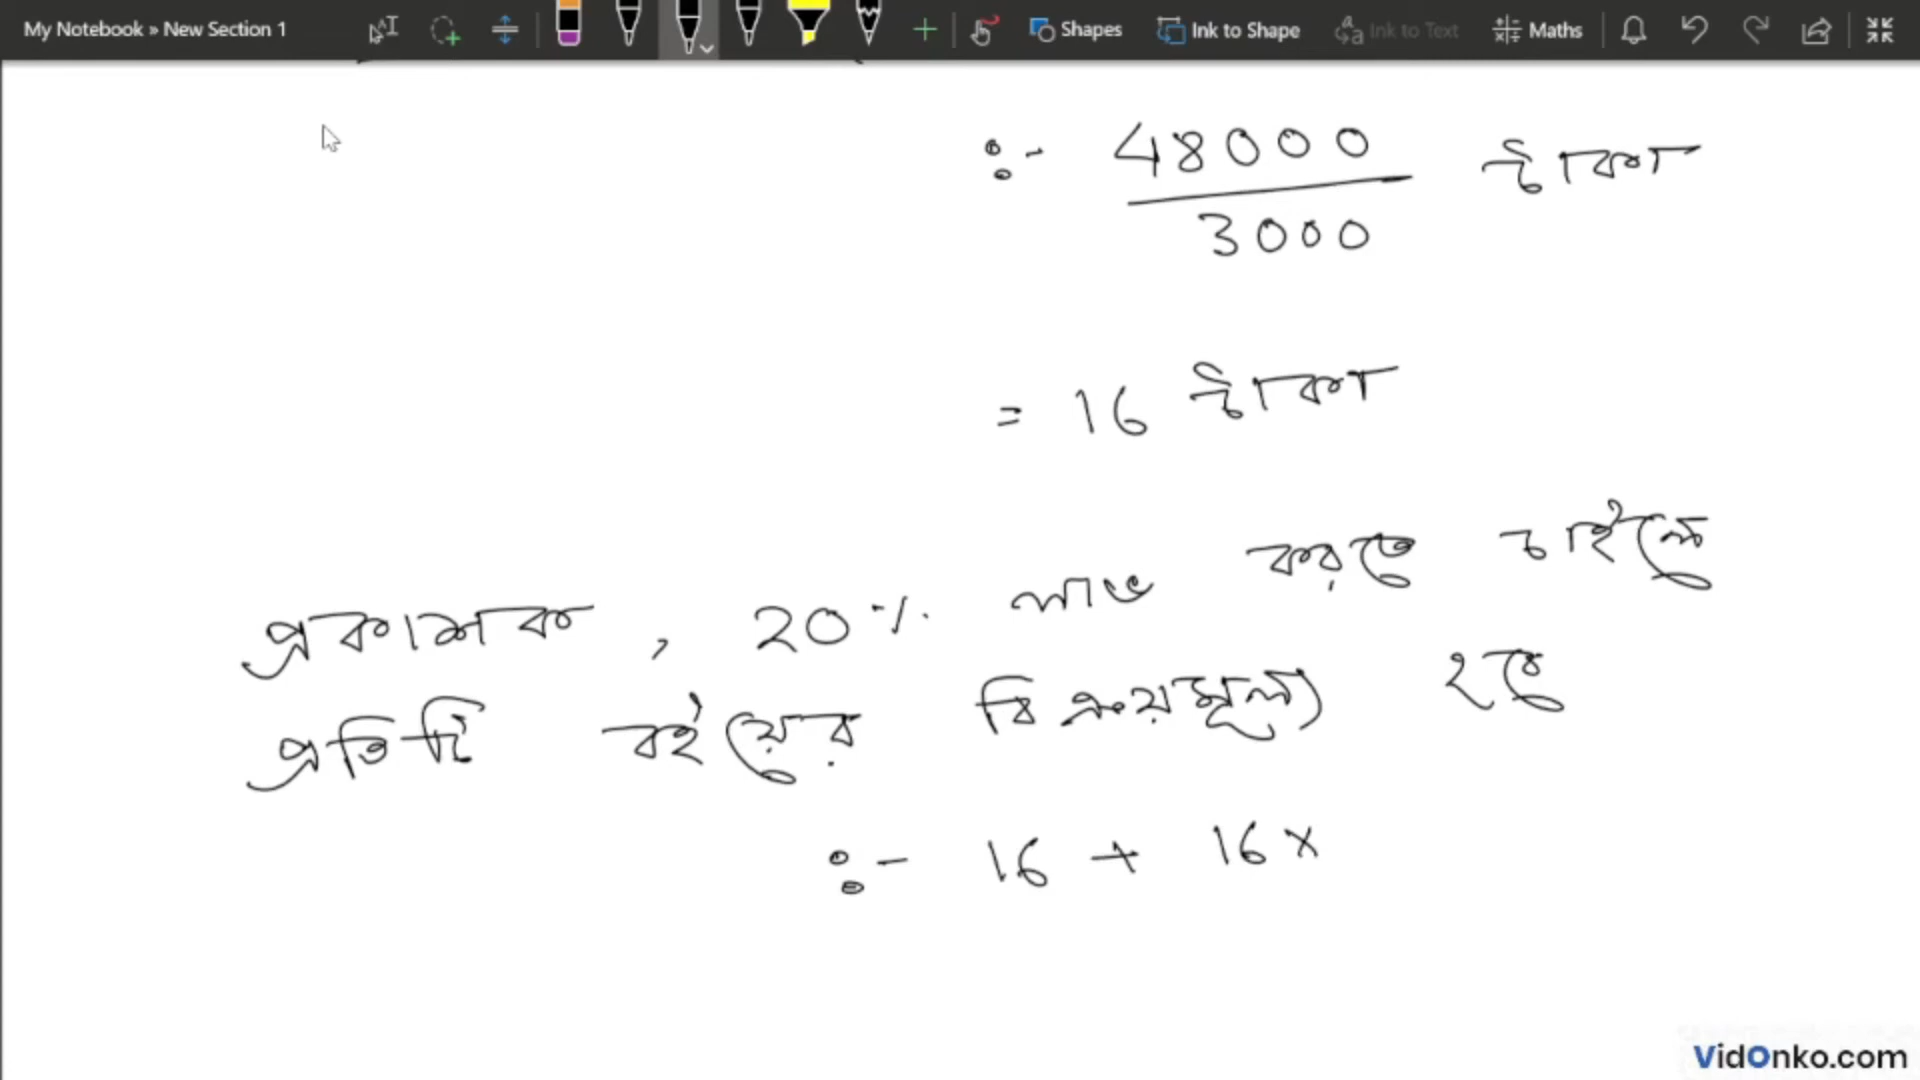 My Notebook » New Section 1 Shapes Ink to Shape Ink to Text Maths
:- 48000 টাকা
3000
= 16 টাকা
প্রকাশক, 20% লাভ করতে চাইলে
প্রতিটি বইয়ের বিক্রয়মূল্য হবে
:- 16 + 16 ×
VidOnko.com